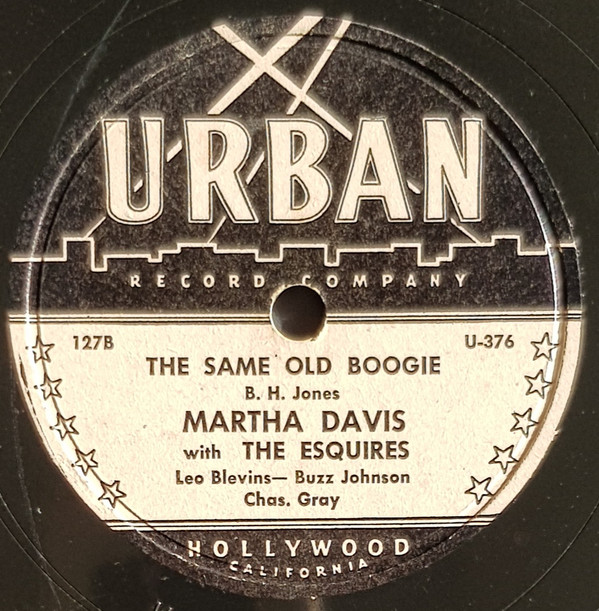 URBAN
RECORD COMPANY
127B U-376
THE SAME OLD BOOGIE
B. H. Jones
MARTHA DAVIS
with THE ESQUIRES
Leo Blevins— Buzz Johnson
Chas. Gray
HOLLYWOOD
CALIFORNIA